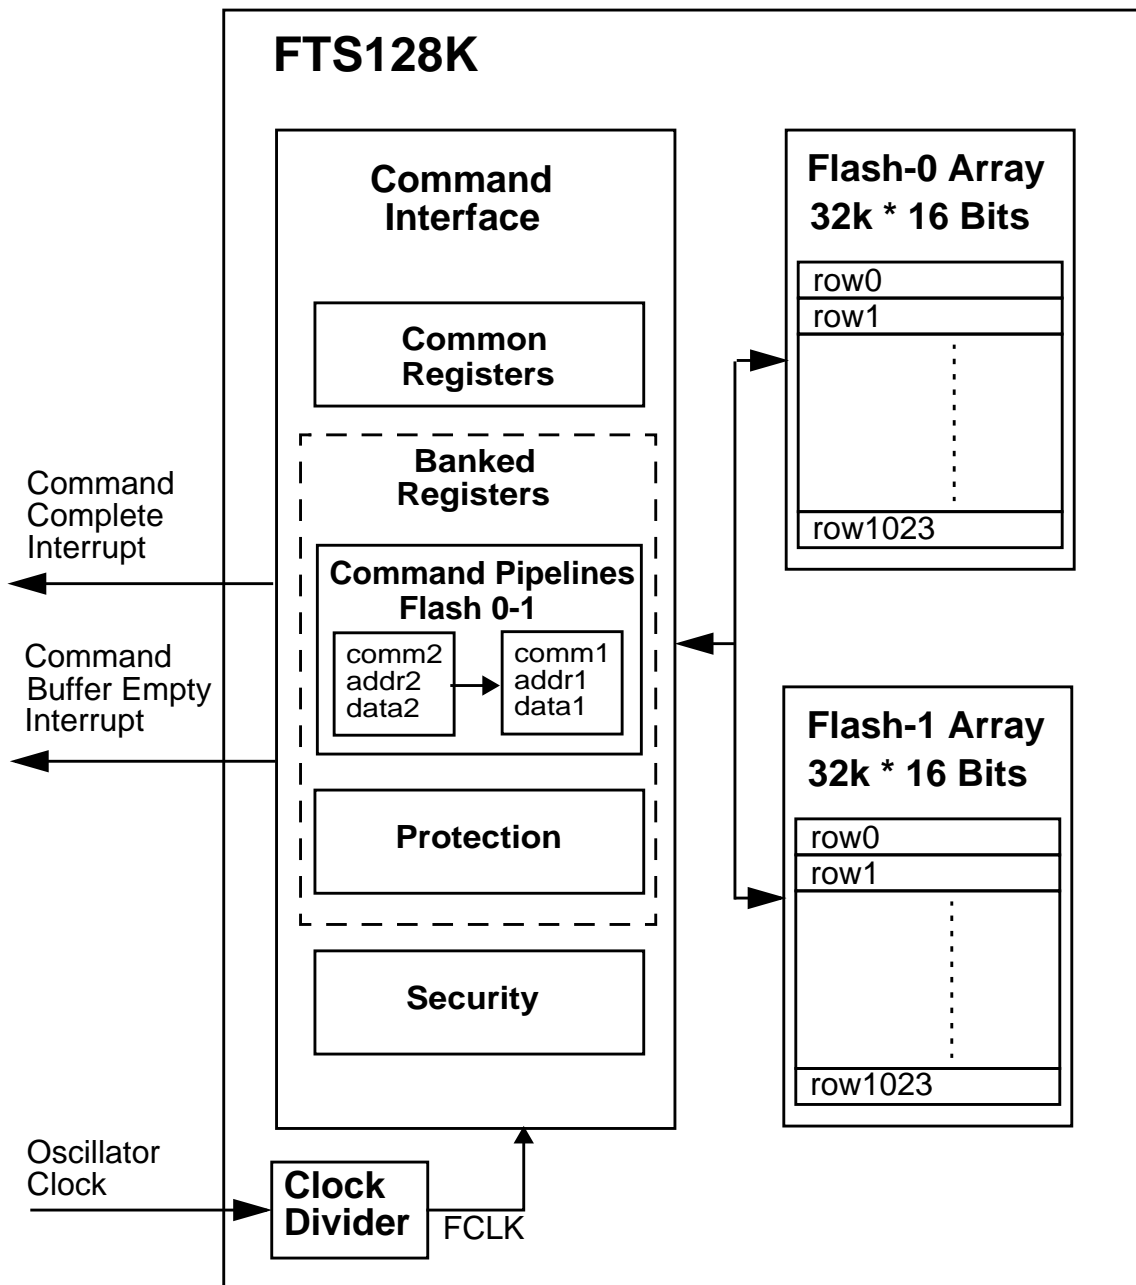 FTS128K
Command
Interface
Common
Registers
Banked
Registers
Command Pipelines
Flash 0-1
comm2
addr2
data2
comm1
addr1
data1
Protection
Security
Command
Complete
Interrupt
Command
Buffer Empty
Interrupt
Oscillator
Clock
Clock
Divider
FCLK
Flash-0 Array
32k * 16 Bits
row0
row1
row1023
Flash-1 Array
32k * 16 Bits
row0
row1
row1023